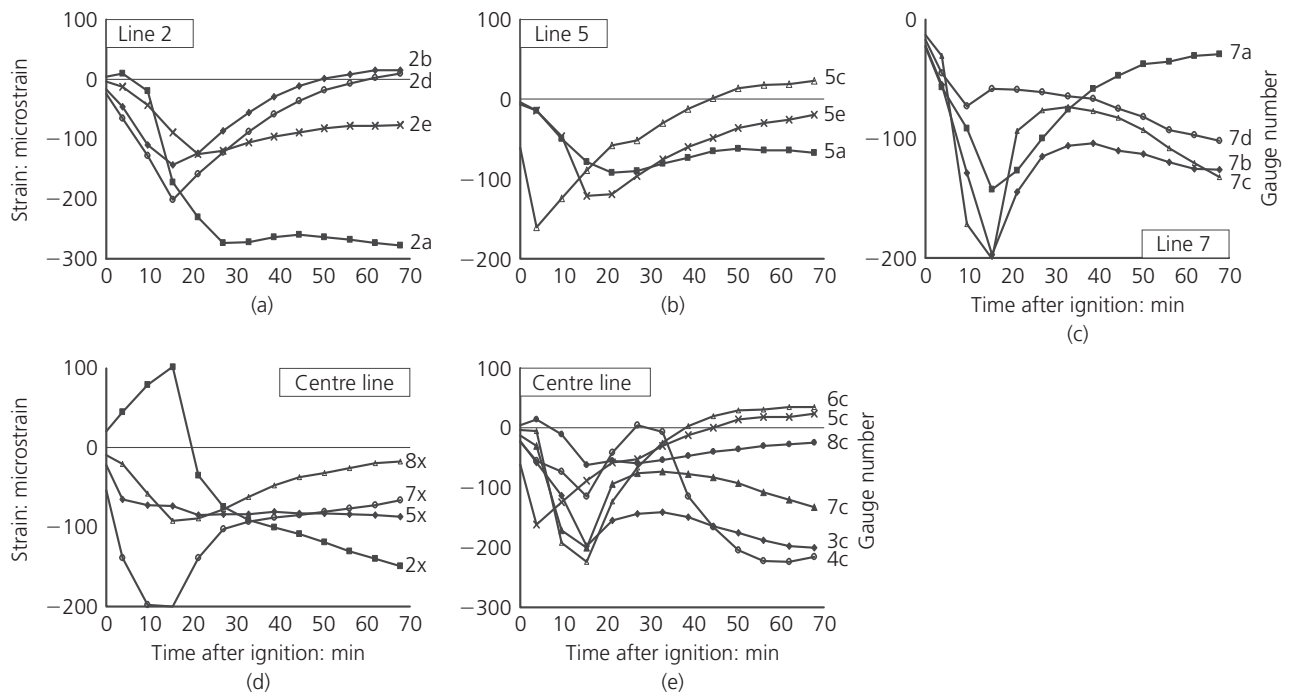 100
0
−100
−200
−300
Strain: microstrain
Line 2
2b
2d
2e
2a
0 10 20 30 40 50 60 70
(a)
100
0
−100
−200
Line 5
5c
5e
5a
0 10 20 30 40 50 60 70
(b)
0
−100
−200
7a
7d
7b
7c
Gauge number
Line 7
0 10 20 30 40 50 60 70
Time after ignition: min
(c)
100
0
−100
−200
Strain: microstrain
Centre line
8x
7x
5x
2x
0 10 20 30 40 50 60 70
Time after ignition: min
(d)
100
0
−100
−200
−300
Centre line
6c
5c
8c
7c
3c
4c
Gauge number
0 10 20 30 40 50 60 70
Time after ignition: min
(e)